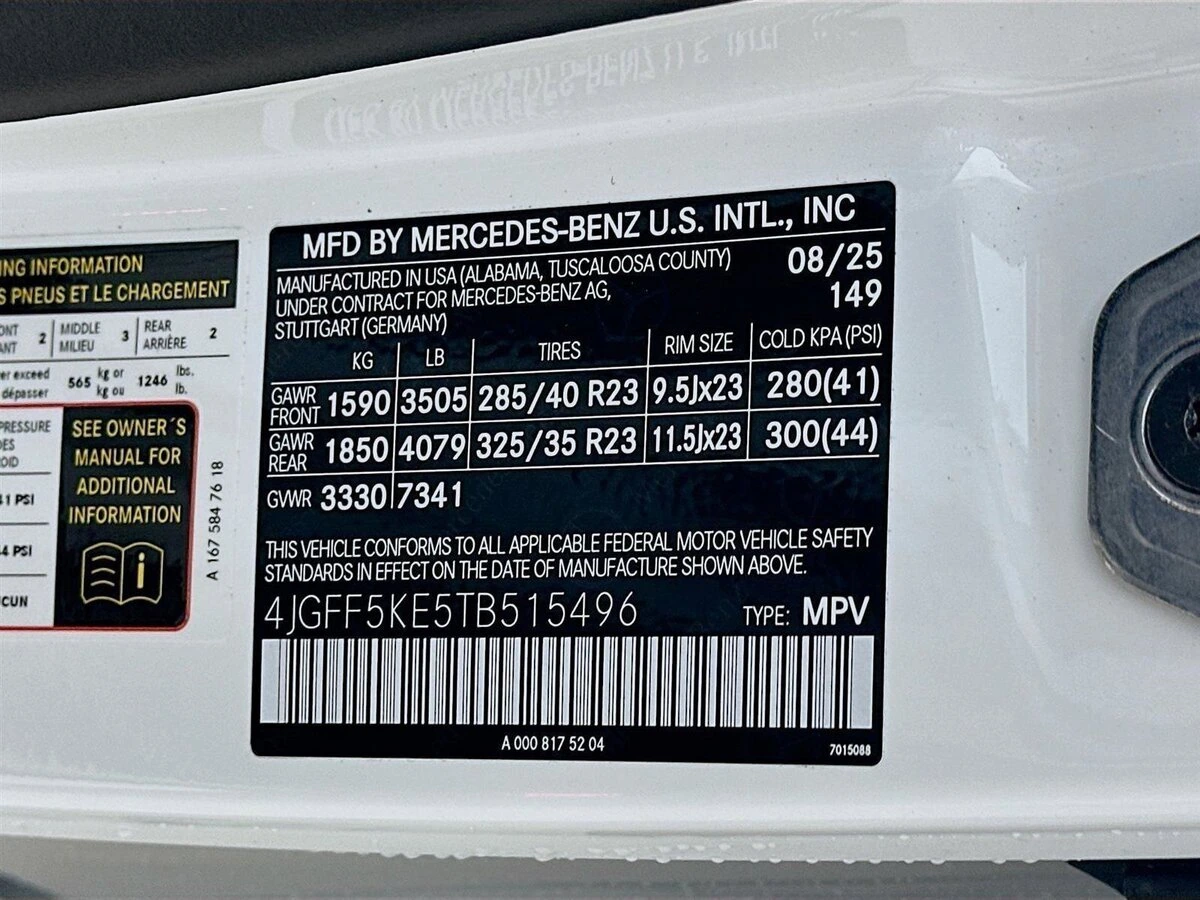 MFD BY MERCEDES-BENZ U.S. INTL., INC
MANUFACTURED IN USA (ALABAMA, TUSCALOOSA COUNTY) 08/25
UNDER CONTRACT FOR MERCEDES-BENZ AG, 149
STUTTGART (GERMANY)
KG LB TIRES RIM SIZE COLD KPA (PSI)
GAWR FRONT 1590 3505 285/40 R23 9.5Jx23 280(41)
GAWR REAR 1850 4079 325/35 R23 11.5Jx23 300(44)
GVWR 3330 7341
THIS VEHICLE CONFORMS TO ALL APPLICABLE FEDERAL MOTOR VEHICLE SAFETY
STANDARDS IN EFFECT ON THE DATE OF MANUFACTURE SHOWN ABOVE.
4JGFF5KE5TB515496 TYPE: MPV
A 000 817 52 04 7015088
INFORMATION
PNEUS ET LE CHARGEMENT
2 MIDDLE 3 REAR 2
MILIEU ARRIÈRE
exceed 565 kg or 1246 lbs.
dépasser kg ou lb.
PRESSURE
SEE OWNER´S
MANUAL FOR
ADDITIONAL
INFORMATION
i
PSI
PSI
A 167 584 76 18